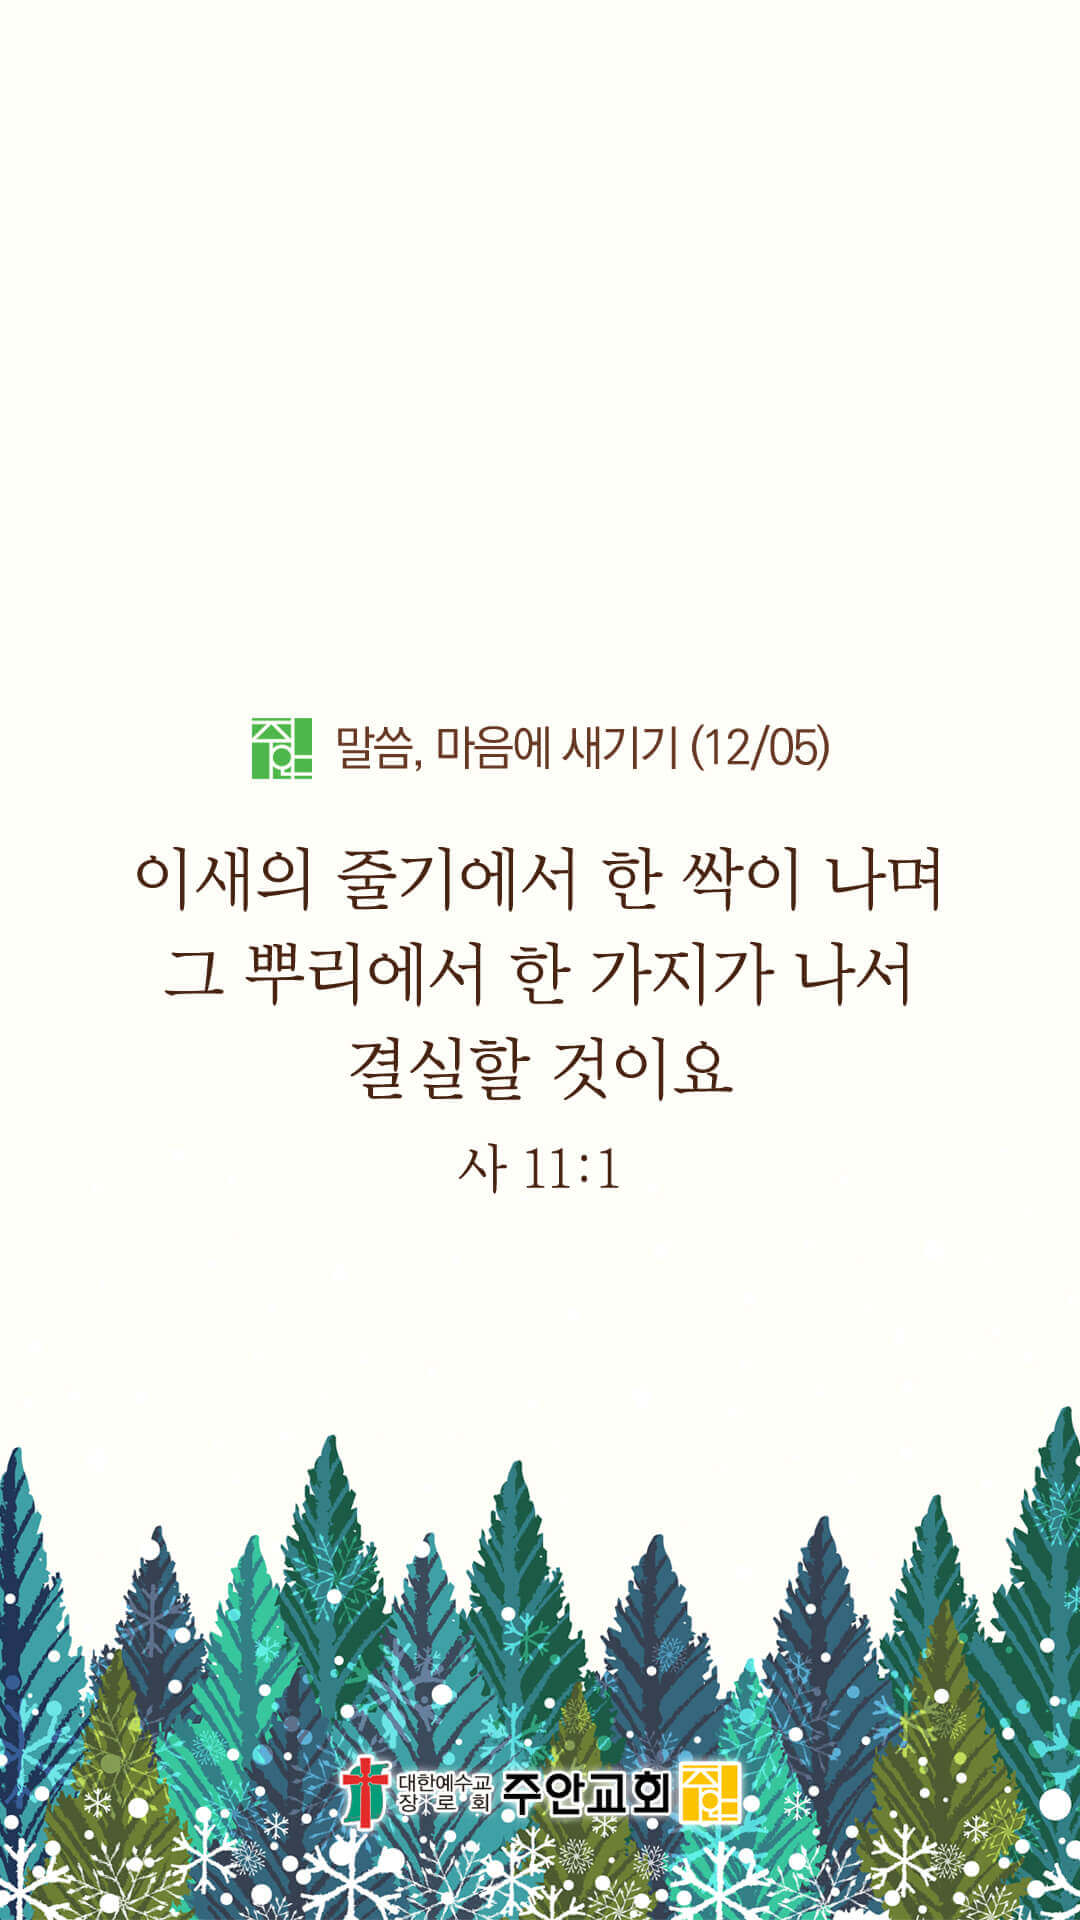 주안 말씀, 마음에 새기기 (12/05)
이새의 줄기에서 한 싹이 나며
그 뿌리에서 한 가지가 나서
결실할 것이요
사 11:1
대한예수교
장로회 주안교회 주안